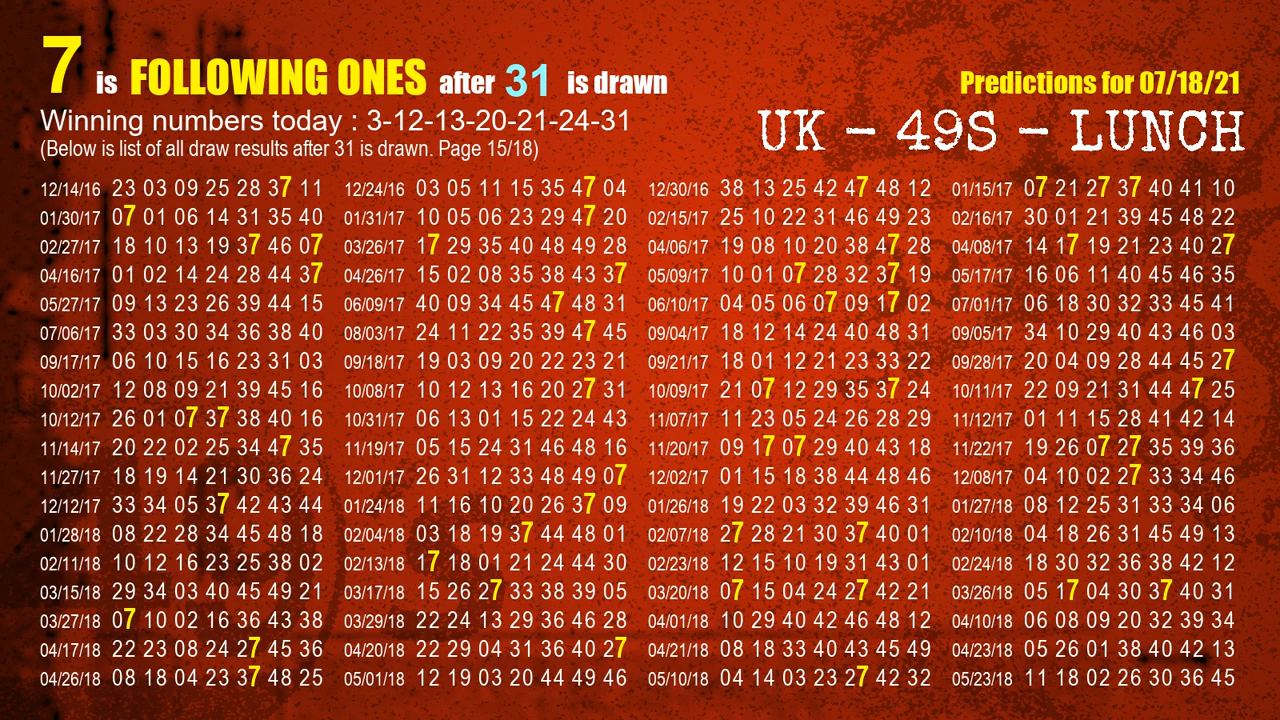 7 is FOLLOWING ONES after 31 is drawn
Predictions for 07/18/21
Winning numbers today : 3-12-13-20-21-24-31
UK - 49S - LUNCH
(Below is list of all draw results after 31 is drawn. Page 15/18)
12/14/16 23 03 09 25 28 37 11 12/24/16 03 05 11 15 35 47 04 12/30/16 38 13 25 42 47 48 12 01/15/17 07 21 27 37 40 41 10
01/30/17 07 01 06 14 31 35 40 01/31/17 10 05 06 23 29 47 20 02/15/17 25 10 22 31 46 49 23 02/16/17 30 01 21 39 45 48 22
02/27/17 18 10 13 19 37 46 07 03/26/17 17 29 35 40 48 49 28 04/06/17 19 08 10 20 38 47 28 04/08/17 14 17 19 21 23 40 27
04/16/17 01 02 14 24 28 44 37 04/26/17 15 02 08 35 38 43 37 05/09/17 10 01 07 28 32 37 19 05/17/17 16 06 11 40 45 46 35
05/27/17 09 13 23 26 39 44 15 06/09/17 40 09 34 45 47 48 31 06/10/17 04 05 06 07 09 17 02 07/01/17 06 18 30 32 33 45 41
07/06/17 33 03 30 34 36 38 40 08/03/17 24 11 22 35 39 47 45 09/04/17 18 12 14 24 40 48 31 09/05/17 34 10 29 40 43 46 03
09/17/17 06 10 15 16 23 31 03 09/18/17 19 03 09 20 22 23 21 09/21/17 18 01 12 21 23 33 22 09/28/17 20 04 09 28 44 45 27
10/02/17 12 08 09 21 39 45 16 10/08/17 10 12 13 16 20 27 31 10/09/17 21 07 12 29 35 37 24 10/11/17 22 09 21 31 44 47 25
10/12/17 26 01 07 37 38 40 16 10/31/17 06 13 01 15 22 24 43 11/07/17 11 23 05 24 26 28 29 11/12/17 01 11 15 28 41 42 14
11/14/17 20 22 02 25 34 47 35 11/19/17 05 15 24 31 46 48 16 11/20/17 09 17 07 29 40 43 18 11/22/17 19 26 07 27 35 39 36
11/27/17 18 19 14 21 30 36 24 12/01/17 26 31 12 33 48 49 07 12/02/17 01 15 18 38 44 48 46 12/08/17 04 10 02 27 33 34 46
12/12/17 33 34 05 37 42 43 44 01/24/18 11 16 10 20 26 37 09 01/26/18 19 22 03 32 39 46 31 01/27/18 08 12 25 31 33 34 06
01/28/18 08 22 28 34 45 48 18 02/04/18 03 18 19 37 44 48 01 02/07/18 27 28 21 30 37 40 01 02/10/18 04 18 26 31 45 49 13
02/11/18 10 12 16 23 25 38 02 02/13/18 17 18 01 21 24 44 30 02/23/18 12 15 10 19 31 43 01 02/24/18 18 30 32 36 38 42 12
03/15/18 29 34 03 40 45 49 21 03/17/18 15 26 27 33 38 39 05 03/20/18 07 15 04 24 27 42 21 03/26/18 05 17 04 30 37 40 31
03/27/18 07 10 02 16 36 43 38 03/29/18 22 24 13 29 36 46 28 04/01/18 10 29 40 42 46 48 12 04/10/18 06 08 09 20 32 39 34
04/17/18 22 23 08 24 27 45 36 04/20/18 22 29 04 31 36 40 27 04/21/18 08 18 33 40 43 45 49 04/23/18 05 26 01 38 40 42 13
04/26/18 08 18 04 23 37 48 25 05/01/18 12 19 03 20 44 49 46 05/10/18 04 14 03 23 27 42 32 05/23/18 11 18 02 26 30 36 45